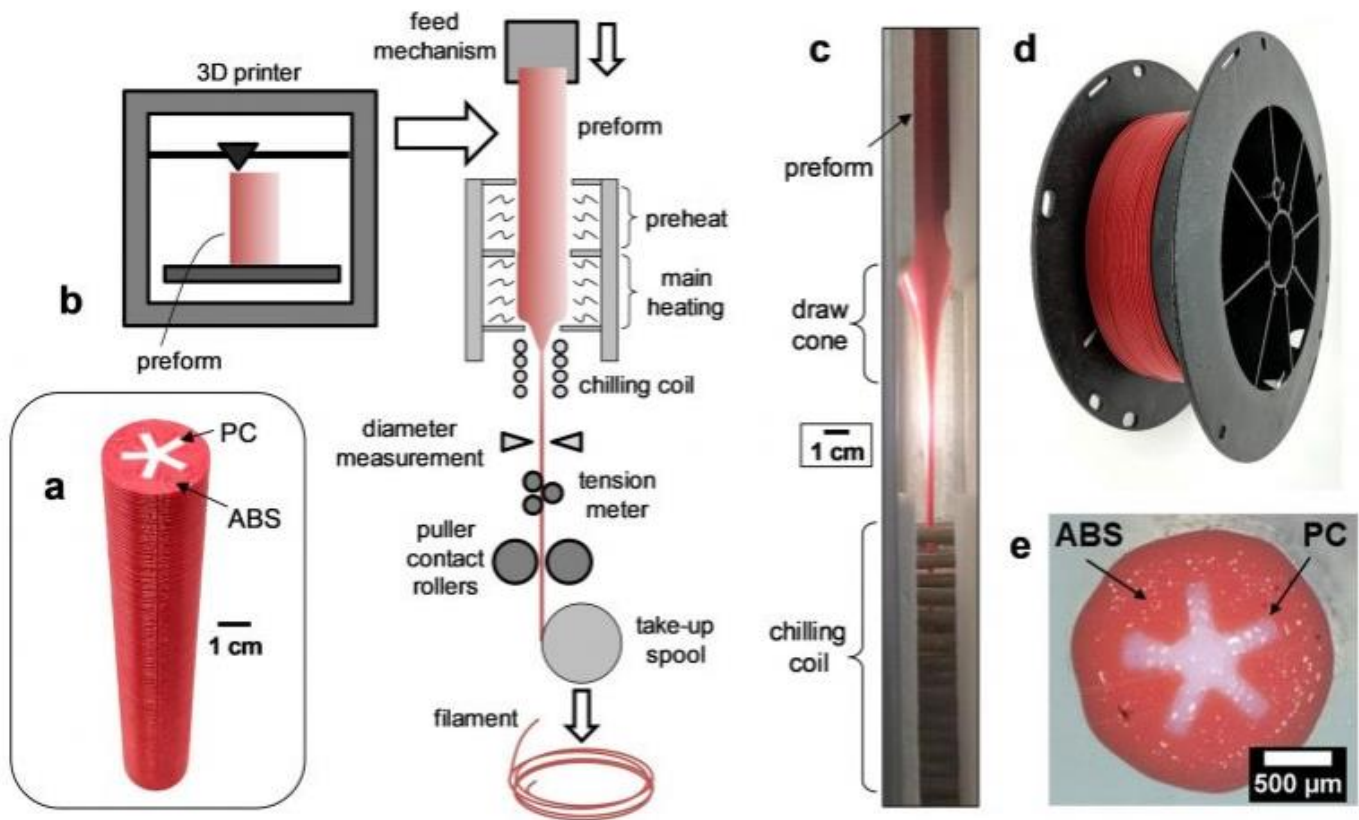 feed
mechanism
3D printer
preform
preheat
main
heating
b
preform
chilling coil
diameter
measurement
tension
meter
puller
contact
rollers
take-up
spool
filament
a
PC
ABS
1 cm
c
preform
draw
cone
1 cm
chilling
coil
d
e
ABS
PC
500 µm